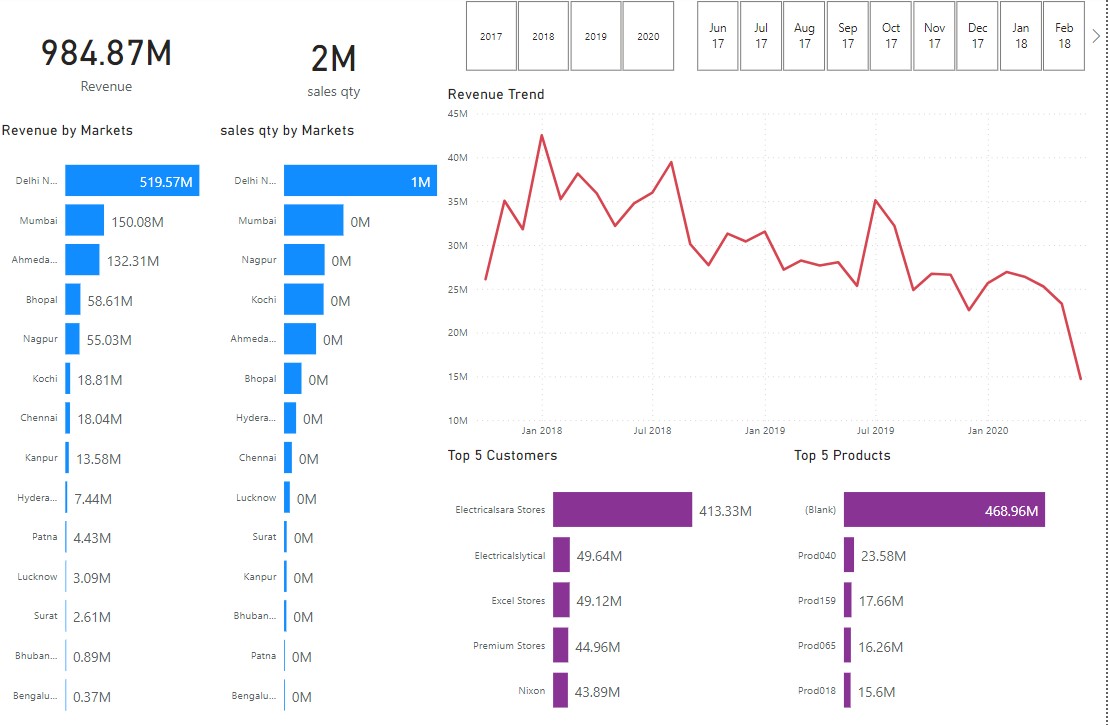 984.87M
Revenue
2M
sales qty
2017
2018
2019
2020
Jun
17
Jul
17
Aug
17
Sep
17
Oct
17
Nov
17
Dec
17
Jan
18
Feb
18
Revenue by Markets
Delhi N... 519.57M
Mumbai 150.08M
Ahmeda... 132.31M
Bhopal 58.61M
Nagpur 55.03M
Kochi 18.81M
Chennai 18.04M
Kanpur 13.58M
Hydera... 7.44M
Patna 4.43M
Lucknow 3.09M
Surat 2.61M
Bhuban... 0.89M
Bengalu... 0.37M
sales qty by Markets
Delhi N... 1M
Mumbai 0M
Nagpur 0M
Kochi 0M
Ahmeda... 0M
Bhopal 0M
Hydera... 0M
Chennai 0M
Lucknow 0M
Surat 0M
Kanpur 0M
Bhuban... 0M
Patna 0M
Bengalu... 0M
Revenue Trend
45M
40M
35M
30M
25M
20M
15M
10M
Jan 2018 Jul 2018 Jan 2019 Jul 2019 Jan 2020
Top 5 Customers
Electricalsara Stores 413.33M
Electricalslytical 49.64M
Excel Stores 49.12M
Premium Stores 44.96M
Nixon 43.89M
Top 5 Products
(Blank) 468.96M
Prod040 23.58M
Prod159 17.66M
Prod065 16.26M
Prod018 15.6M